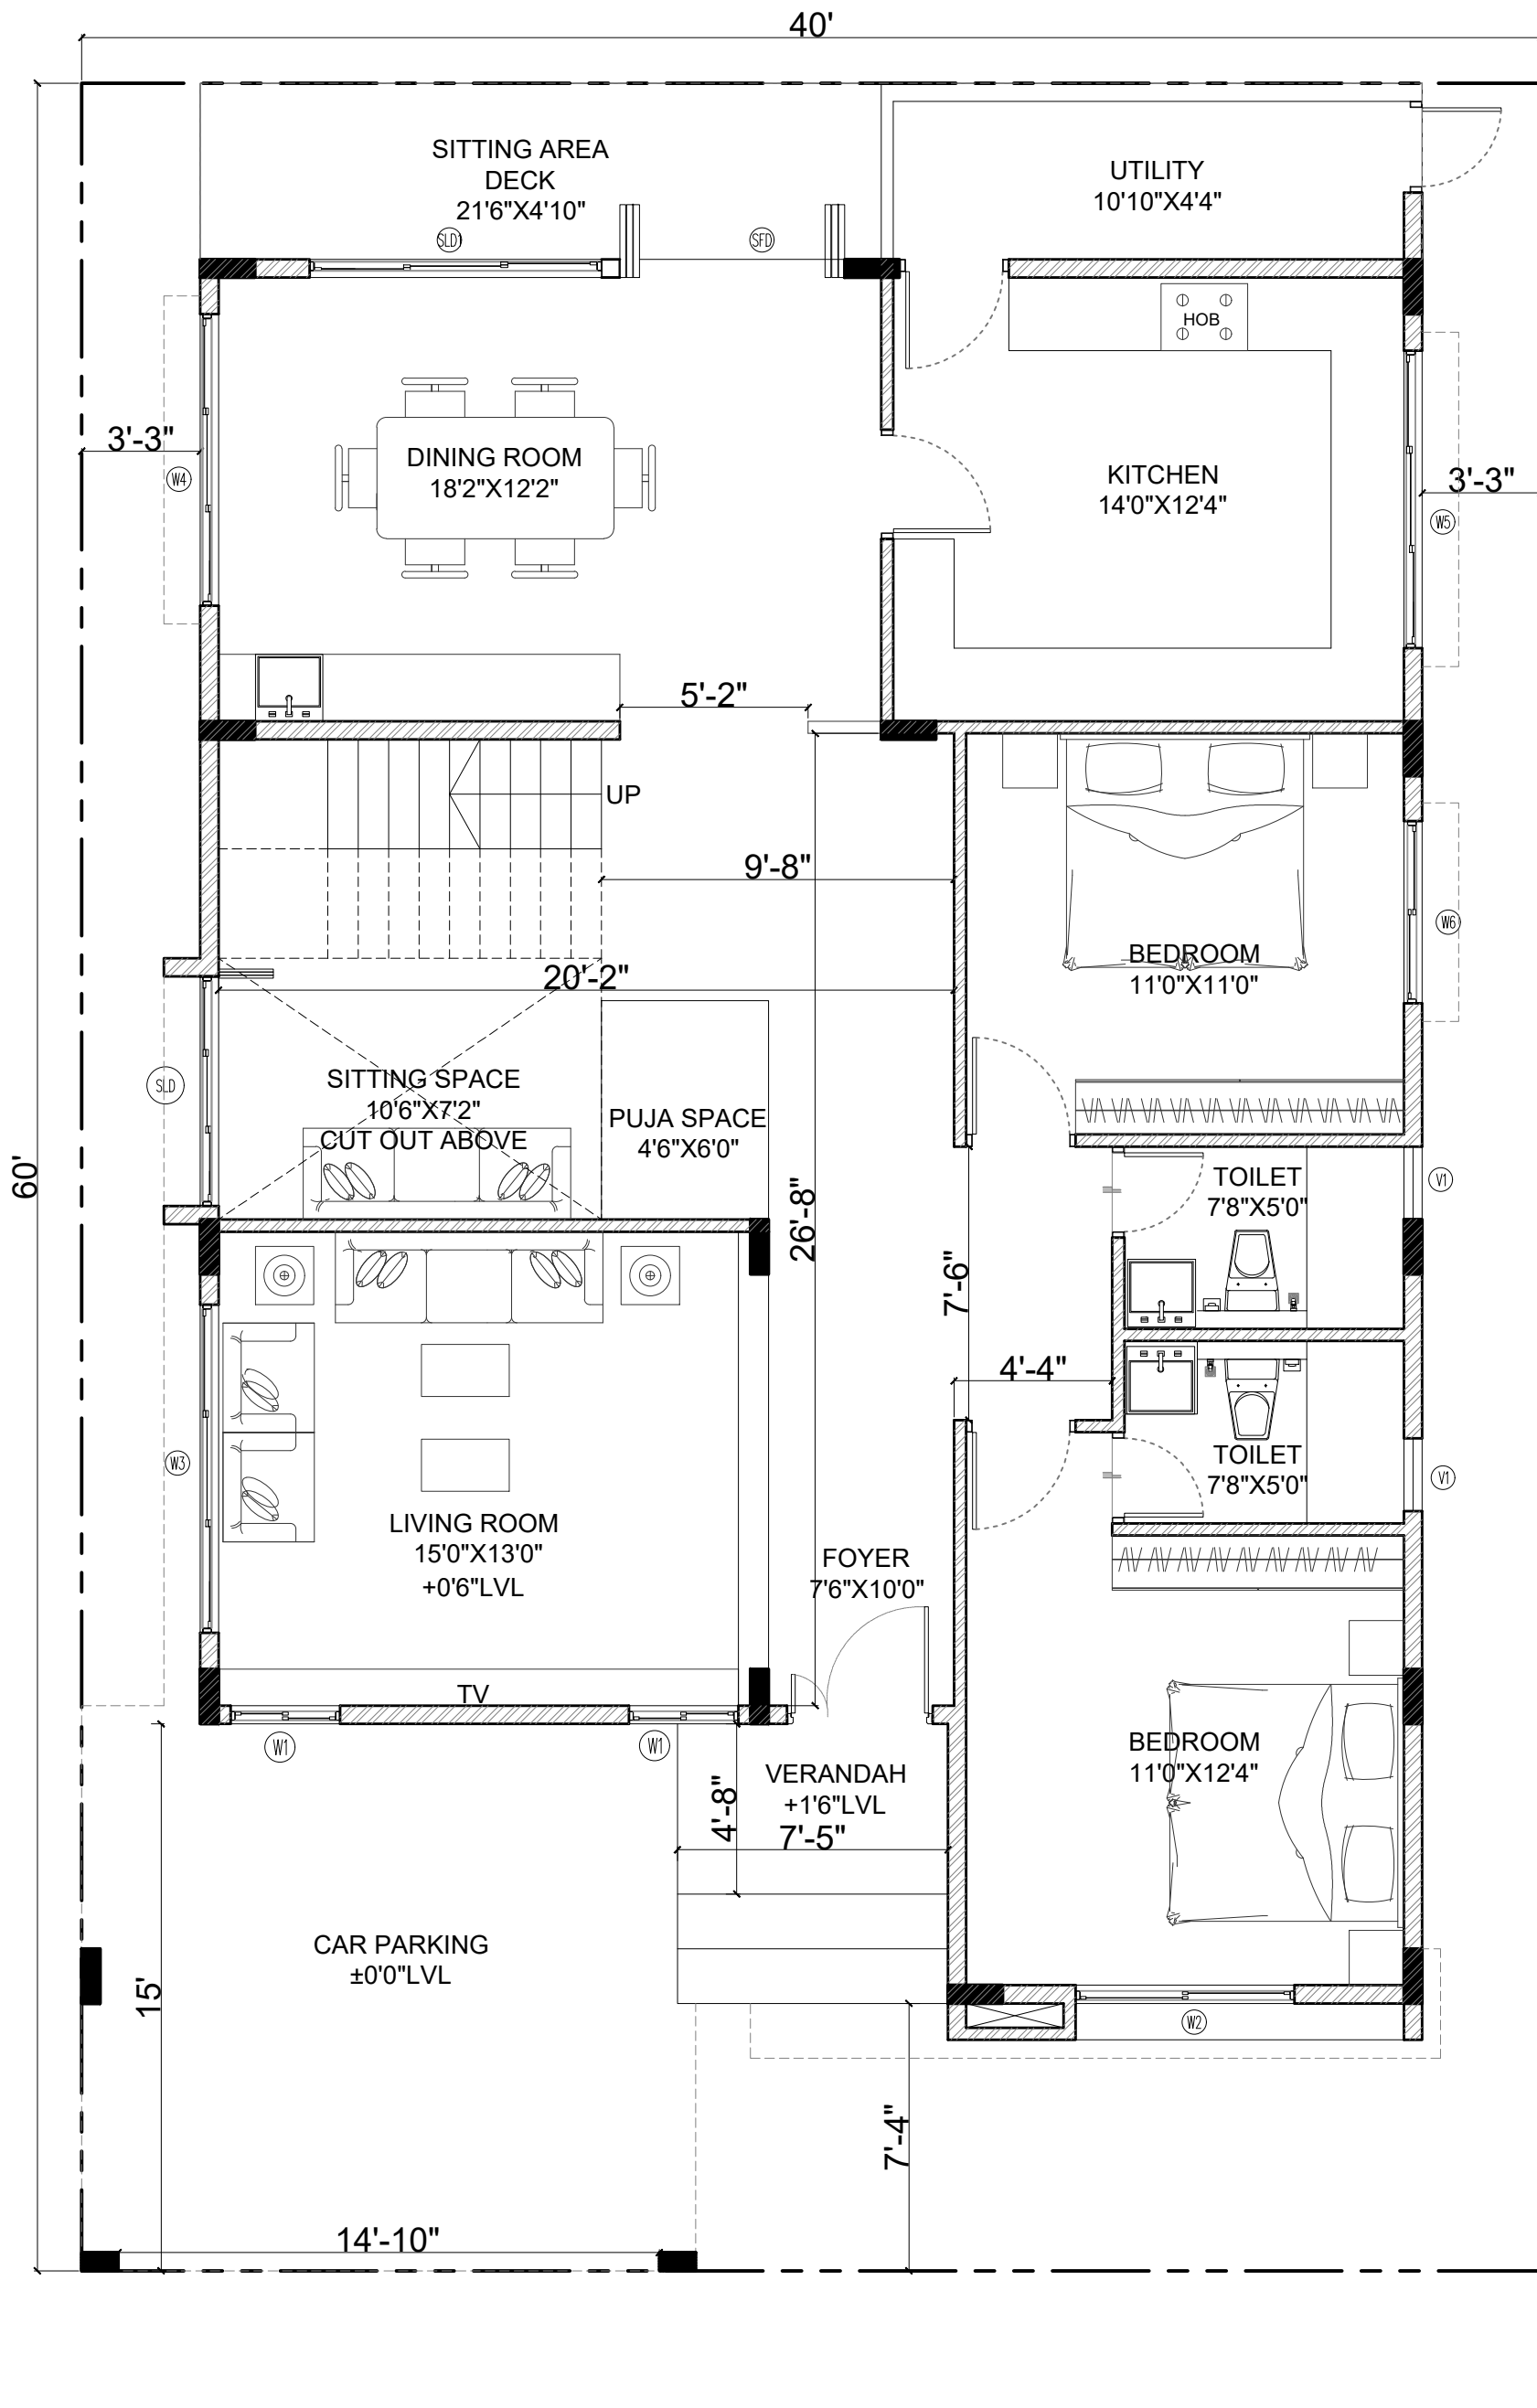 40'
SITTING AREA
DECK
21'6"X4'10"
UTILITY
10'10"X4'4"
SLD1
SFD
HOB
3'-3"
W4
DINING ROOM
18'2"X12'2"
KITCHEN
14'0"X12'4"
3'-3"
W5
5'-2"
UP
9'-8"
W6
BEDROOM
11'0"X11'0"
20'-2"
SLD
SITTING SPACE
10'6"X7'2"
CUT OUT ABOVE
PUJA SPACE
4'6"X6'0"
60'
26'-8"
TOILET
7'8"X5'0"
V1
7'-6"
4'-4"
W3
TOILET
7'8"X5'0"
V1
LIVING ROOM
15'0"X13'0"
+0'6"LVL
FOYER
7'6"X10'0"
TV
W1
W1
VERANDAH
+1'6"LVL
4'-8"
7'-5"
BEDROOM
11'0"X12'4"
CAR PARKING
±0'0"LVL
15'
W2
7'-4"
14'-10"